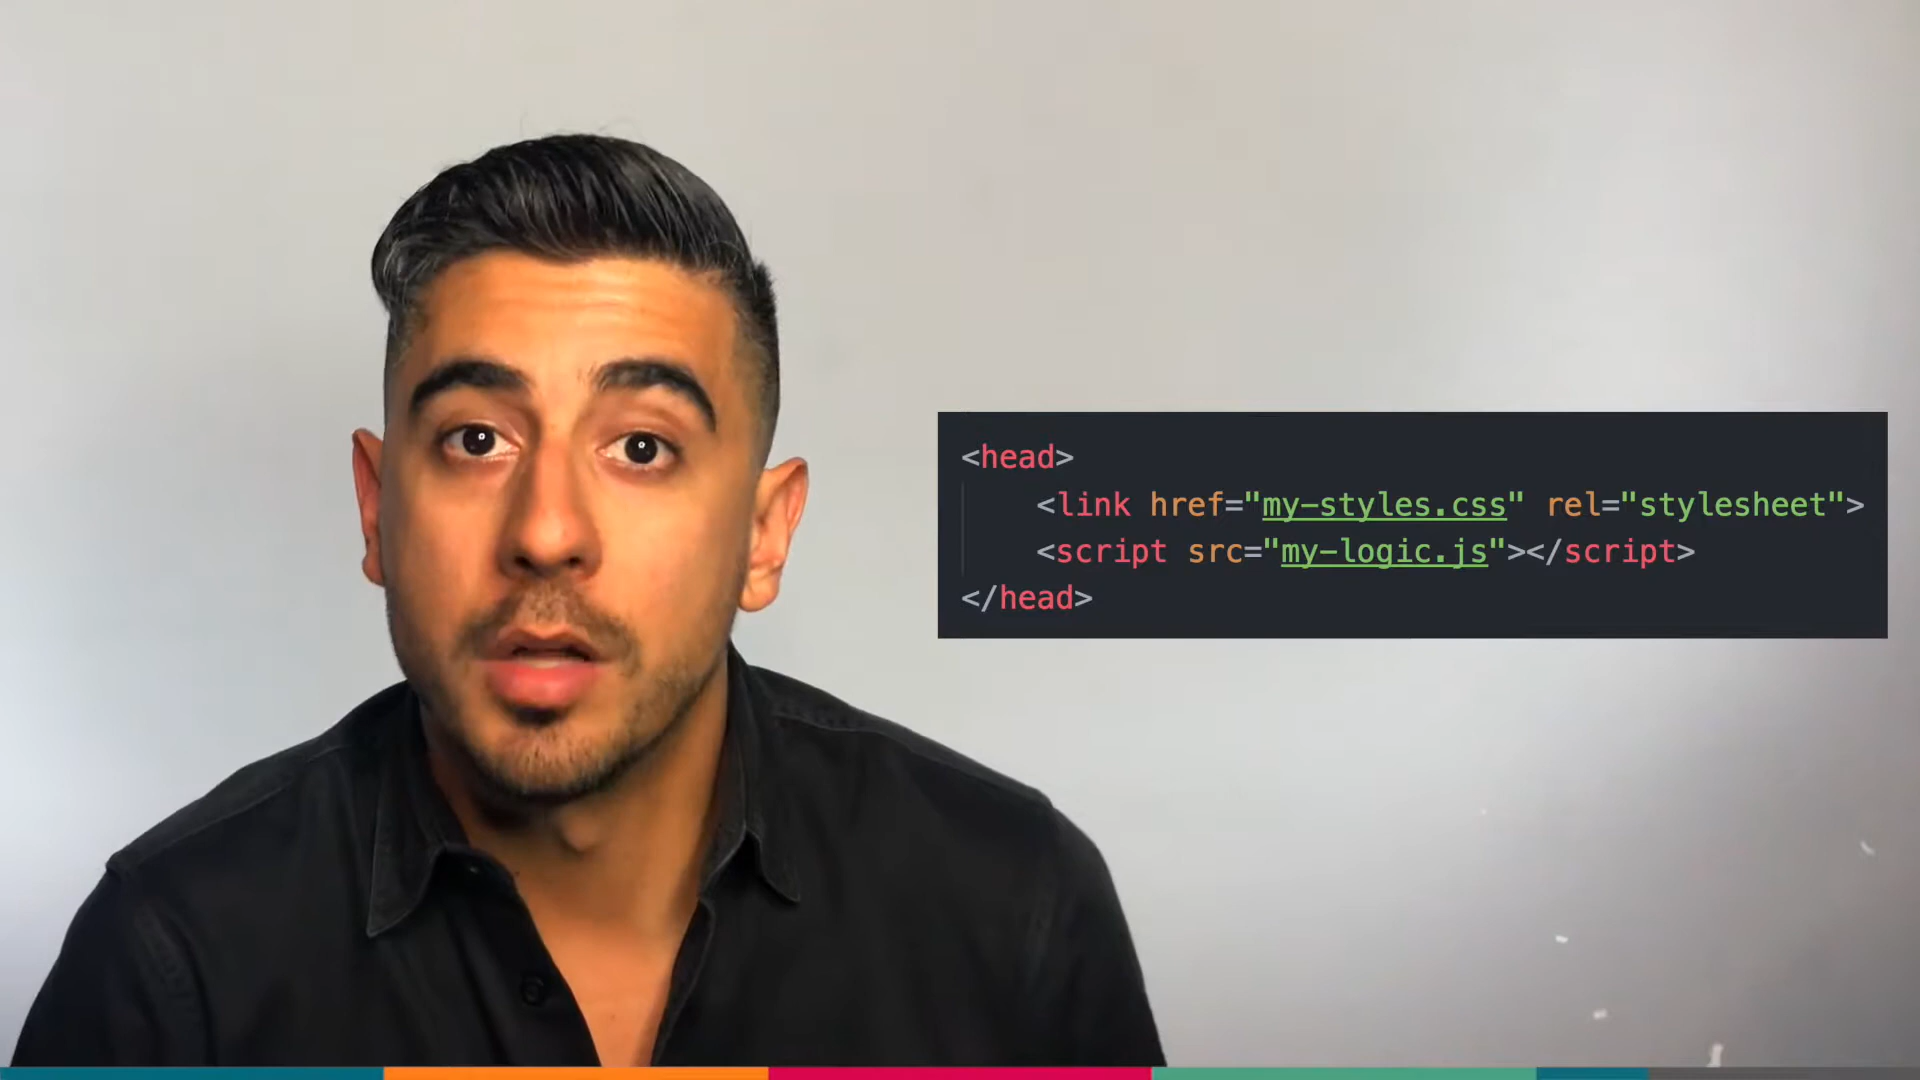 <head>
<link href="my-styles.css" rel="stylesheet">
<script src="my-logic.js"></script>
</head>